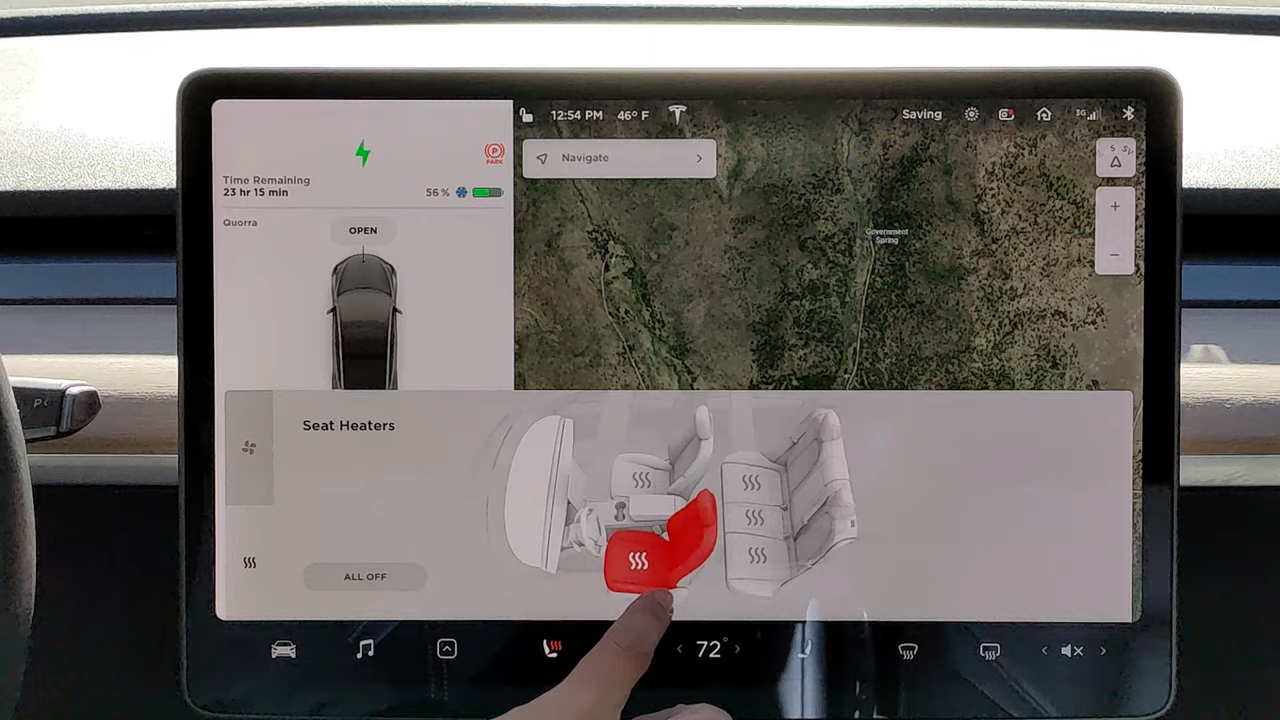 12:54 PM 46° F
Saving
3G
P
PARK
Time Remaining
23 hr 15 min
56 %
Navigate
S
Quorra
OPEN
Government
Spring
+
−
P<
Seat Heaters
ALL OFF
< 72° >
< >